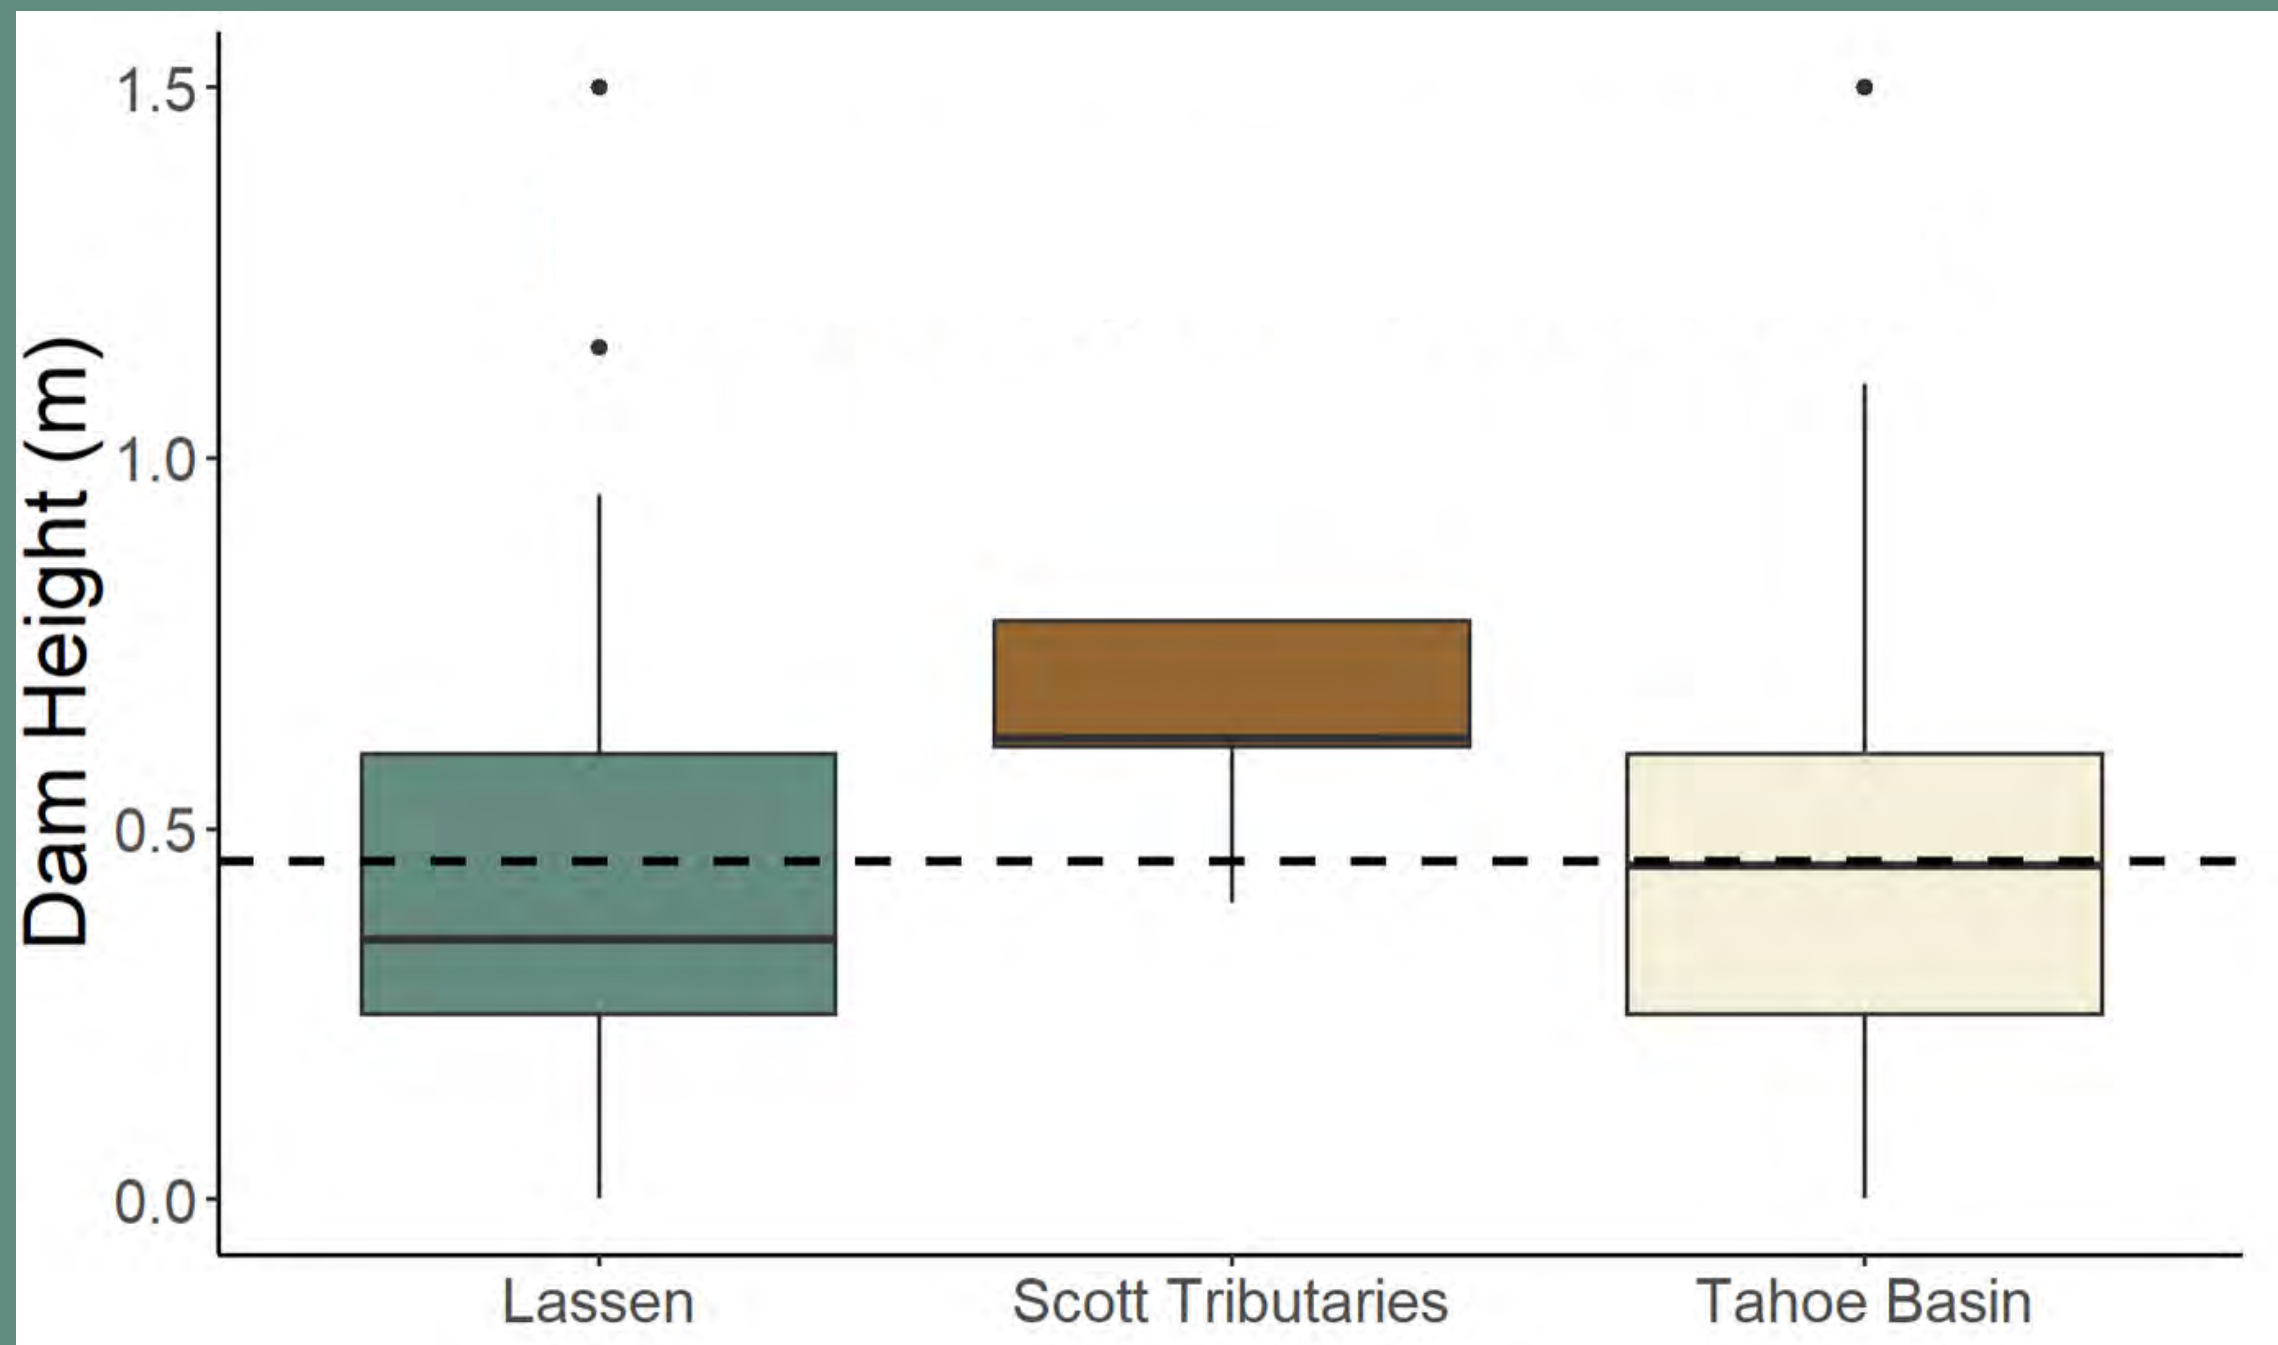 Dam Height (m)
1.5
1.0
0.5
0.0
Lassen
Scott Tributaries
Tahoe Basin